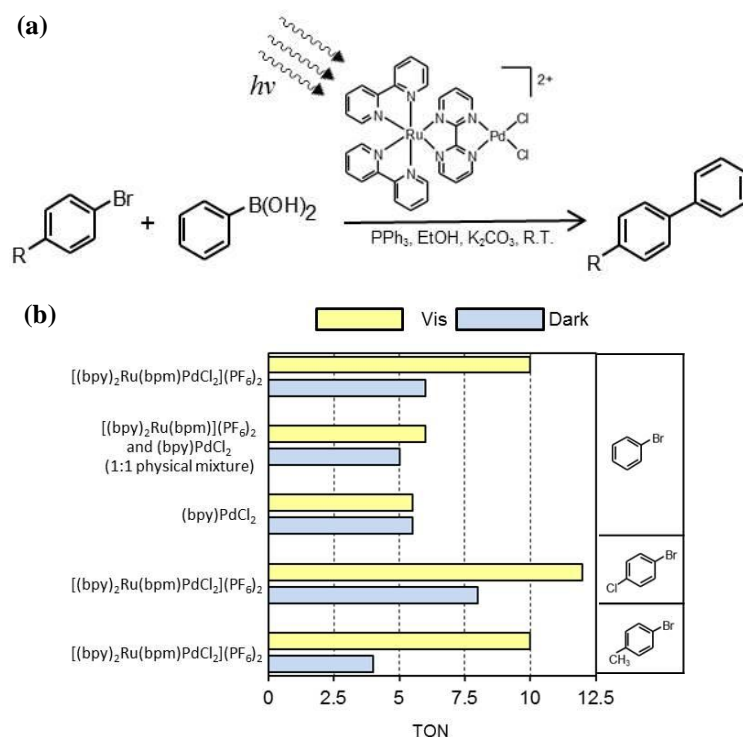 (a)
hν
N
N
N
N
Ru
N
N
N
N
Pd
Cl
Cl
2+
Br
R
+
B(OH)2
PPh3, EtOH, K2CO3, R.T.
R
(b)
Vis
Dark
[(bpy)2Ru(bpm)PdCl2](PF6)2
[(bpy)2Ru(bpm)](PF6)2
and (bpy)PdCl2
(1:1 physical mixture)
(bpy)PdCl2
[(bpy)2Ru(bpm)PdCl2](PF6)2
[(bpy)2Ru(bpm)PdCl2](PF6)2
Br
Br
Cl
Br
CH3
0 2.5 5 7.5 10 12.5
TON